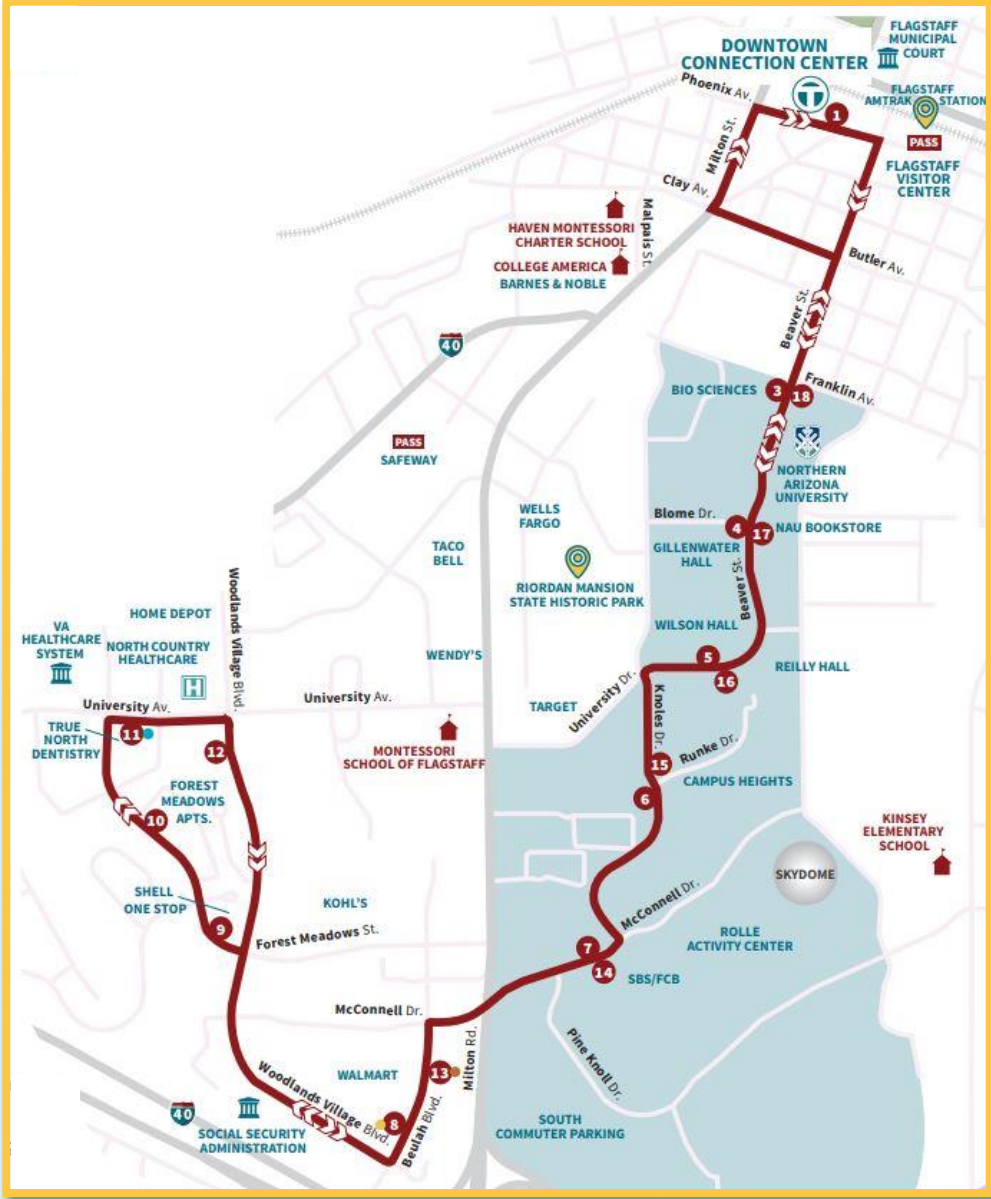 FLAGSTAFF
MUNICIPAL
COURT
DOWNTOWN
CONNECTION CENTER
Phoenix Av.
FLAGSTAFF
AMTRAK STATION
1
PASS
Milton St.
FLAGSTAFF
VISITOR
CENTER
Clay Av.
Malpais St.
HAVEN MONTESSORI
CHARTER SCHOOL
COLLEGE AMERICA
BARNES & NOBLE
Butler Av.
Beaver St.
40
Franklin Av.
BIO SCIENCES
3
18
PASS
SAFEWAY
NORTHERN
ARIZONA
UNIVERSITY
WELLS
FARGO
Blome Dr.
4
17
NAU BOOKSTORE
GILLENWATER
HALL
TACO
BELL
RIORDAN MANSION
STATE HISTORIC PARK
Beaver St.
Woodlands Village Blvd.
HOME DEPOT
VA
HEALTHCARE
SYSTEM
NORTH COUNTRY
HEALTHCARE
H
WILSON HALL
WENDY'S
5
16
REILLY HALL
University Av.
University Av.
TARGET
University Dr.
Knoles Dr.
TRUE
NORTH
DENTISTRY
11
12
MONTESSORI
SCHOOL OF FLAGSTAFF
15
Runke Dr.
CAMPUS HEIGHTS
6
FOREST
MEADOWS
APTS.
10
KINSEY
ELEMENTARY
SCHOOL
SKYDOME
SHELL
ONE STOP
KOHL'S
McConnell Dr.
9
Forest Meadows St.
ROLLE
ACTIVITY CENTER
7
14
SBS/FCB
McConnell Dr.
Milton Rd.
Pine Knoll Dr.
WALMART
13
Woodlands Village Blvd.
8
Beulah Blvd.
40
SOCIAL SECURITY
ADMINISTRATION
SOUTH
COMMUTER PARKING